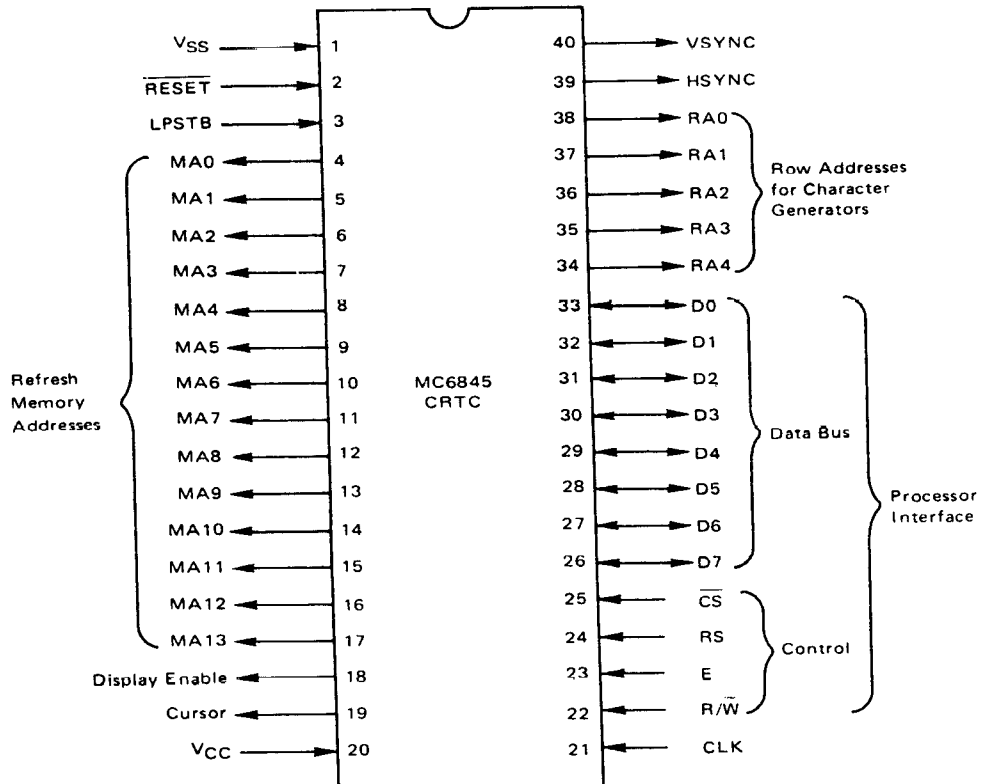 VSS 1
RESET 2
LPSTB 3
MA0 4
MA1 5
MA2 6
MA3 7
MA4 8
MA5 9
MA6 10
MA7 11
MA8 12
MA9 13
MA10 14
MA11 15
MA12 16
MA13 17
Display Enable 18
Cursor 19
VCC 20
Refresh
Memory
Addresses
MC6845
CRTC
40 VSYNC
39 HSYNC
38 RA0
37 RA1
36 RA2
35 RA3
34 RA4
33 D0
32 D1
31 D2
30 D3
29 D4
28 D5
27 D6
26 D7
25 CS
24 RS
23 E
22 R/W
21 CLK
Row Addresses
for Character
Generators
Data Bus
Control
Processor
Interface